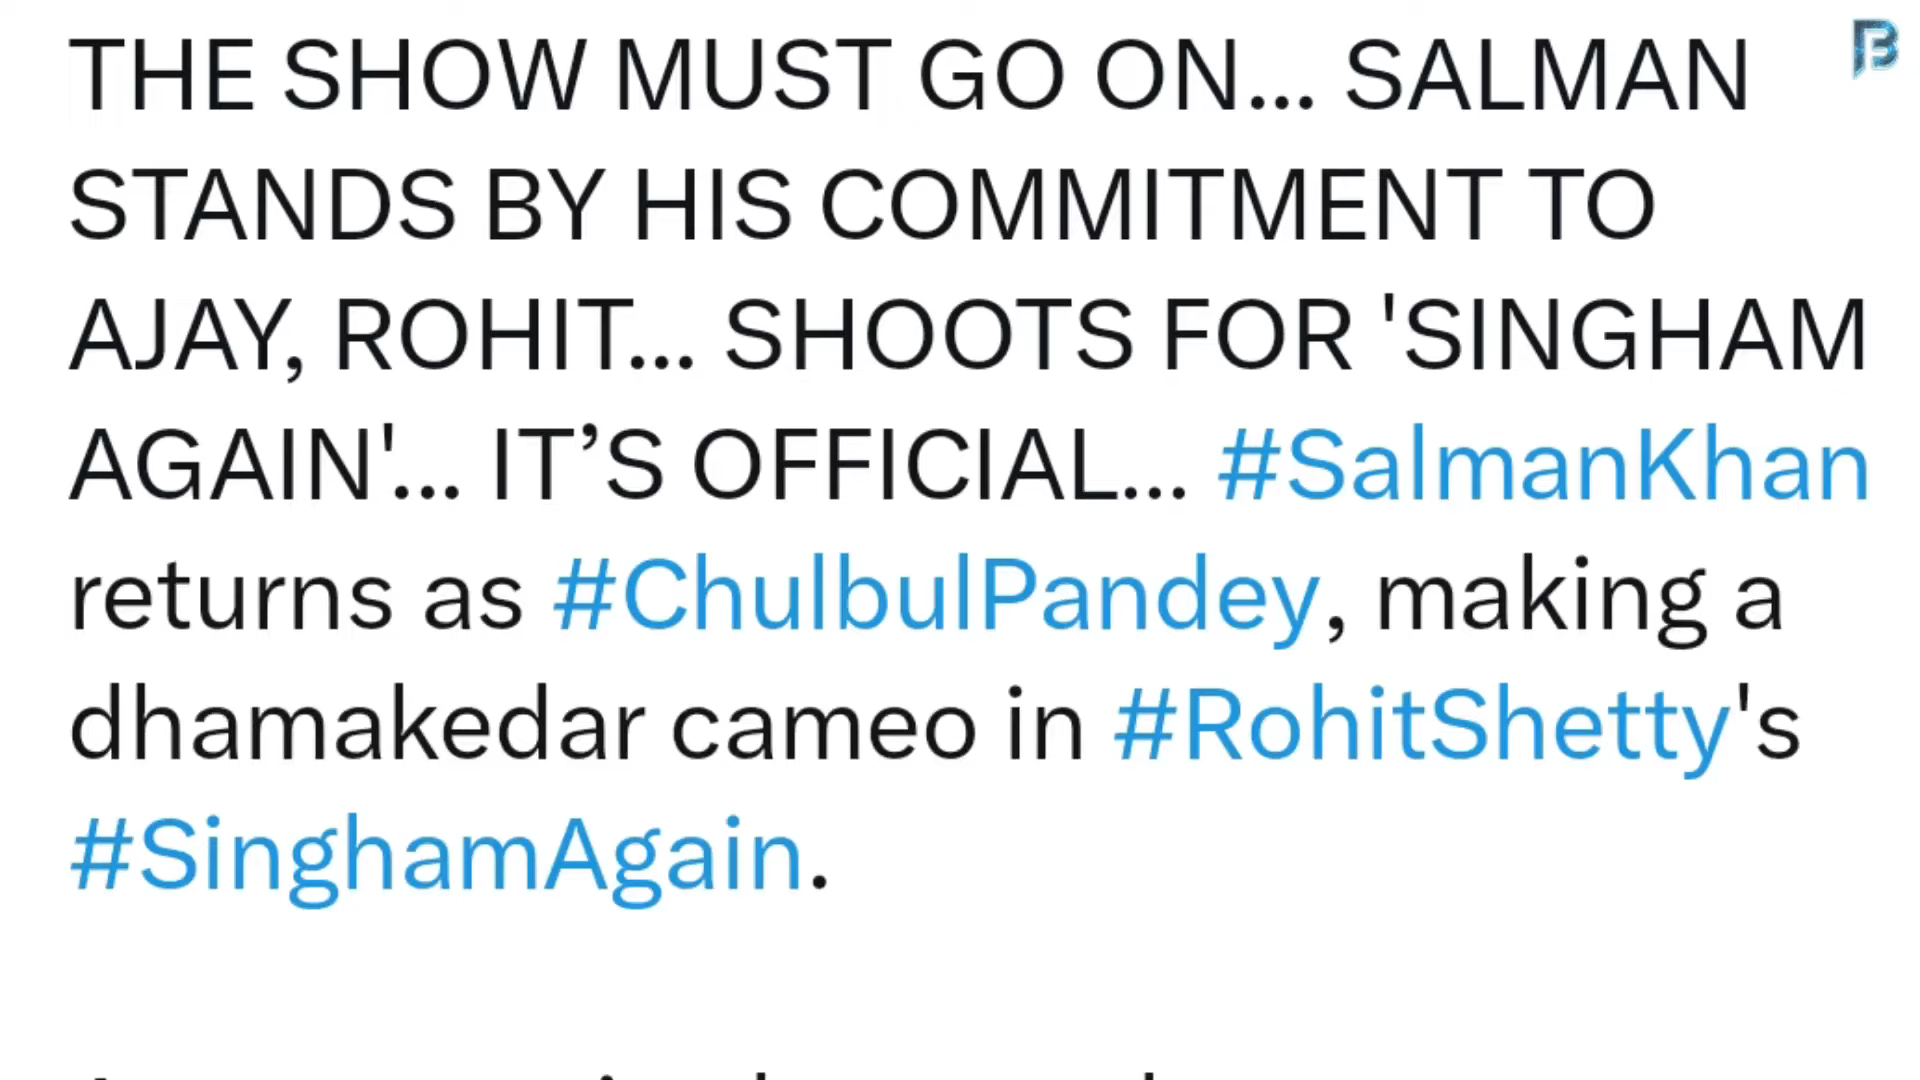 THE SHOW MUST GO ON... SALMAN
STANDS BY HIS COMMITMENT TO
AJAY, ROHIT... SHOOTS FOR 'SINGHAM
AGAIN'... IT’S OFFICIAL... #SalmanKhan
returns as #ChulbulPandey, making a
dhamakedar cameo in #RohitShetty's
#SinghamAgain.